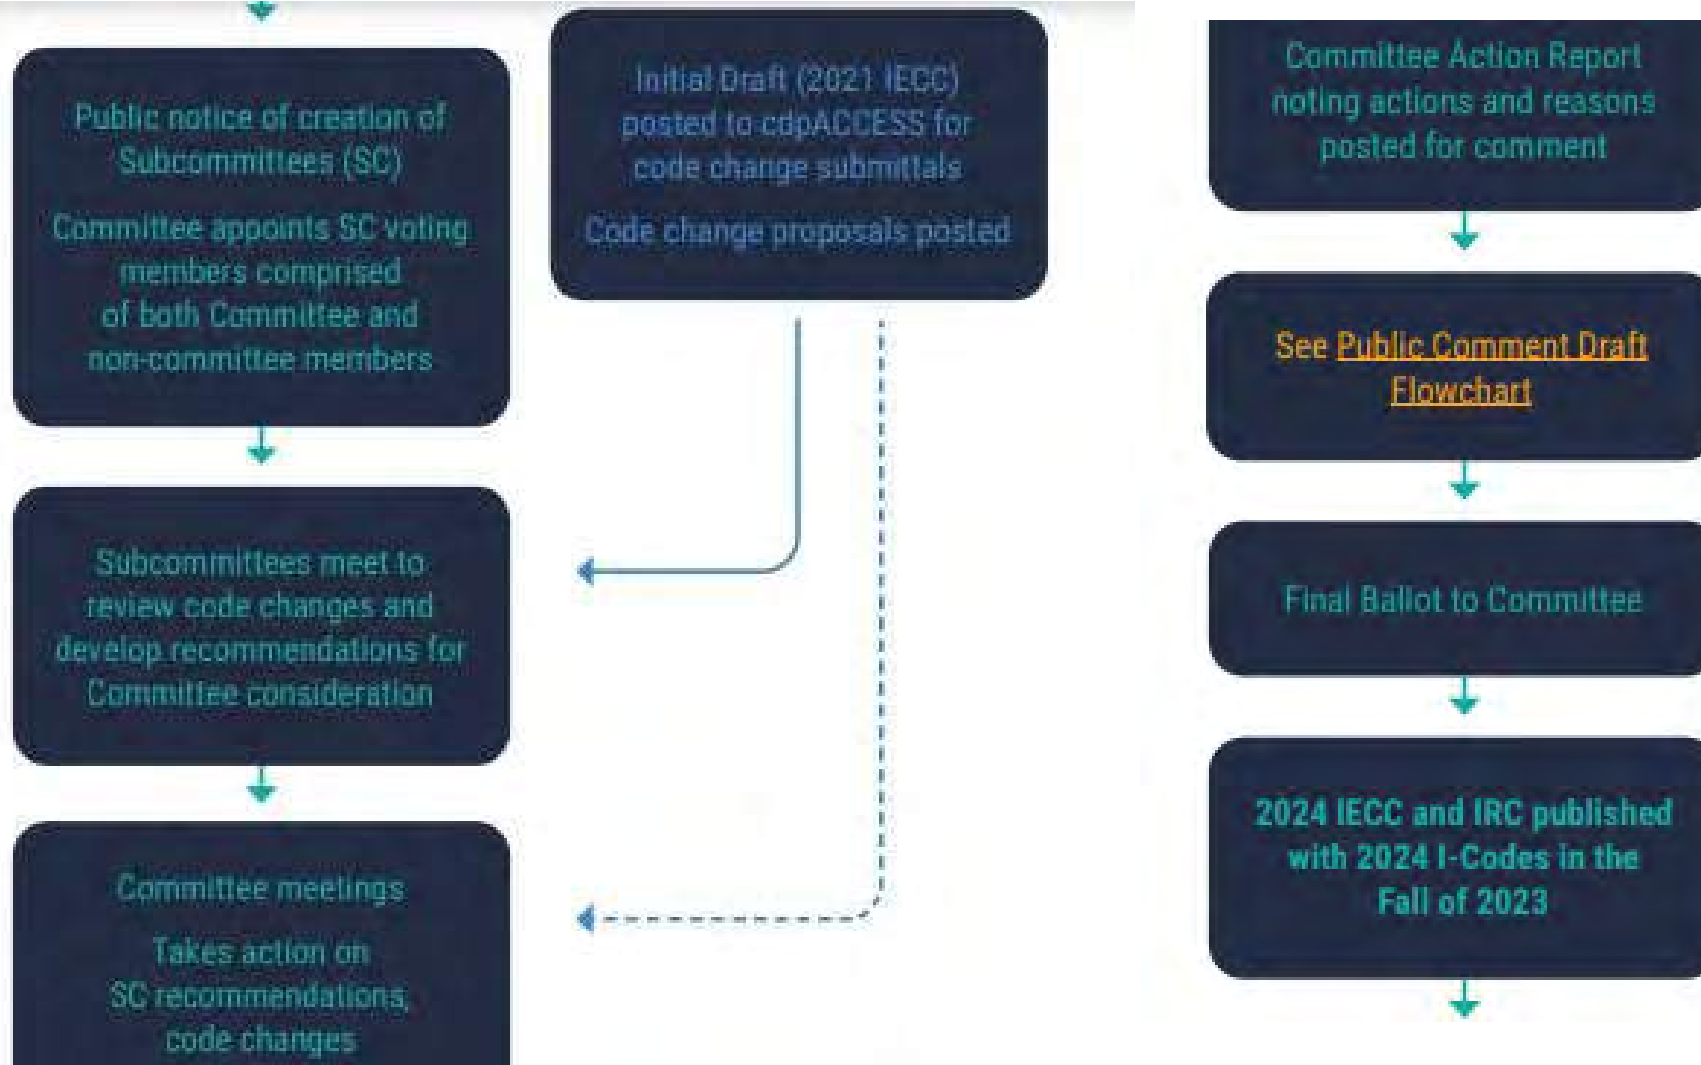 Public notice of creation of
Subcommittees (SC)
Committee appoints SC voting
members comprised
of both Committee and
non-committee members
Subcommittees meet to
review code changes and
develop recommendations for
Committee consideration
Committee meetings
Takes action on
SC recommendations,
code changes
Initial Draft (2021 IECC)
posted to cdpACCESS for
code change submittals
Code change proposals posted
Committee Action Report
noting actions and reasons
posted for comment
See Public Comment Draft
Flowchart
Final Ballot to Committee
2024 IECC and IRC published
with 2024 I-Codes in the
Fall of 2023